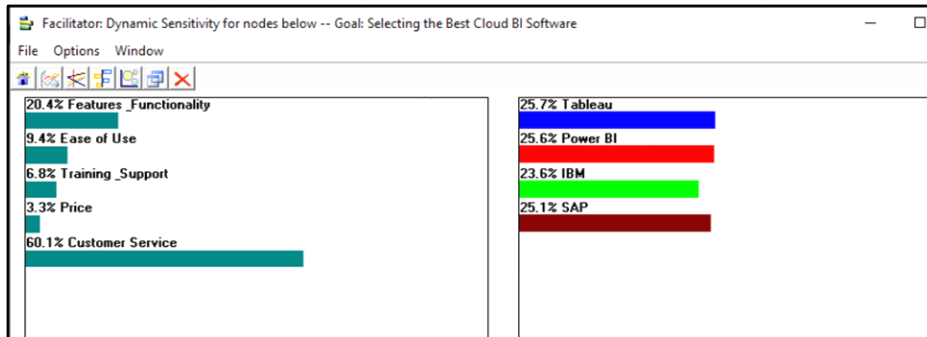 Facilitator: Dynamic Sensitivity for nodes below -- Goal: Selecting the Best Cloud BI Software
File Options Window
20.4% Features _Functionality
9.4% Ease of Use
6.8% Training _Support
3.3% Price
60.1% Customer Service
25.7% Tableau
25.6% Power BI
23.6% IBM
25.1% SAP